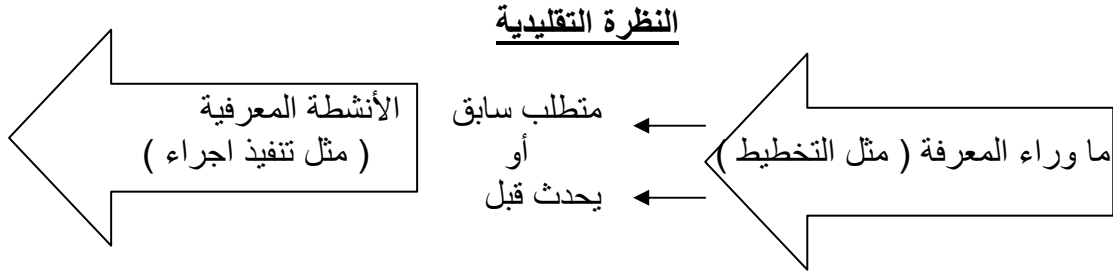 النظرة التقليدية
ما وراء المعرفة ( مثل التخطيط )
متطلب سابق
أو
يحدث قبل
الأنشطة المعرفية
( مثل تنفيذ اجراء )